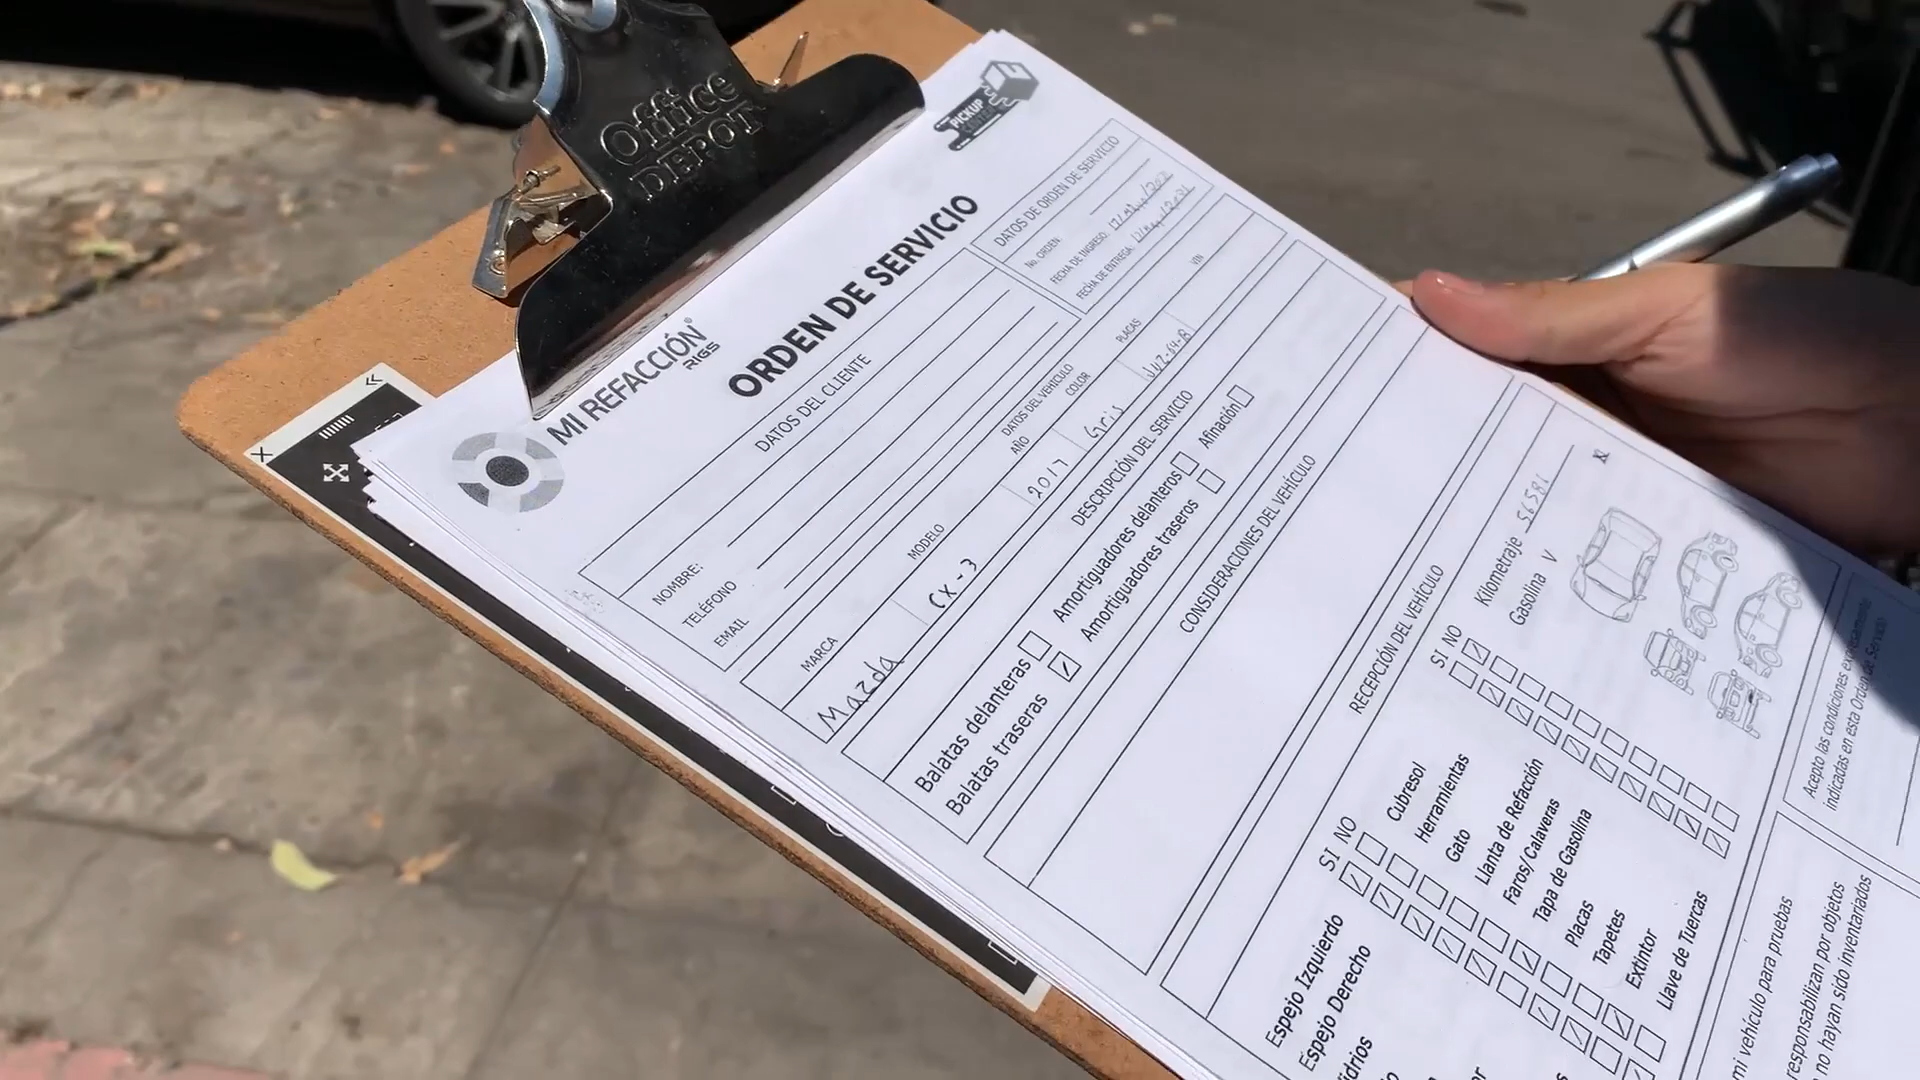 Office
DEPOT
PICKUP
CENTER
MI REFACCIÓN®
RIGS
ORDEN DE SERVICIO
DATOS DE ORDEN DE SERVICIO
No. ORDEN:
FECHA DE INGRESO:
FECHA DE ENTREGA:
DATOS DEL CLIENTE
NOMBRE:
TELÉFONO
EMAIL
DATOS DEL VEHÍCULO
MARCA MODELO AÑO COLOR PLACAS VIN
Mazda CX-3 2017 Gris
DESCRIPCIÓN DEL SERVICIO
Balatas delanteras Amortiguadores delanteros Afinación
Balatas traseras Amortiguadores traseros
CONSIDERACIONES DEL VEHÍCULO
RECEPCIÓN DEL VEHÍCULO
SI NO
SI NO
Kilometraje 56581
Gasolina
Espejo Izquierdo
Espejo Derecho
Cubresol
Herramientas
Gato
Llanta de Refacción
Faros/ Calaveras
Tapa de Gasolina
Placas
Tapetes
Extintor
Llave de Tuercas
Acepto las condiciones expresamente
indicadas en esta Orden de Servicio
mi vehículo para pruebas
responsabilizan por objetos
no hayan sido inventariados